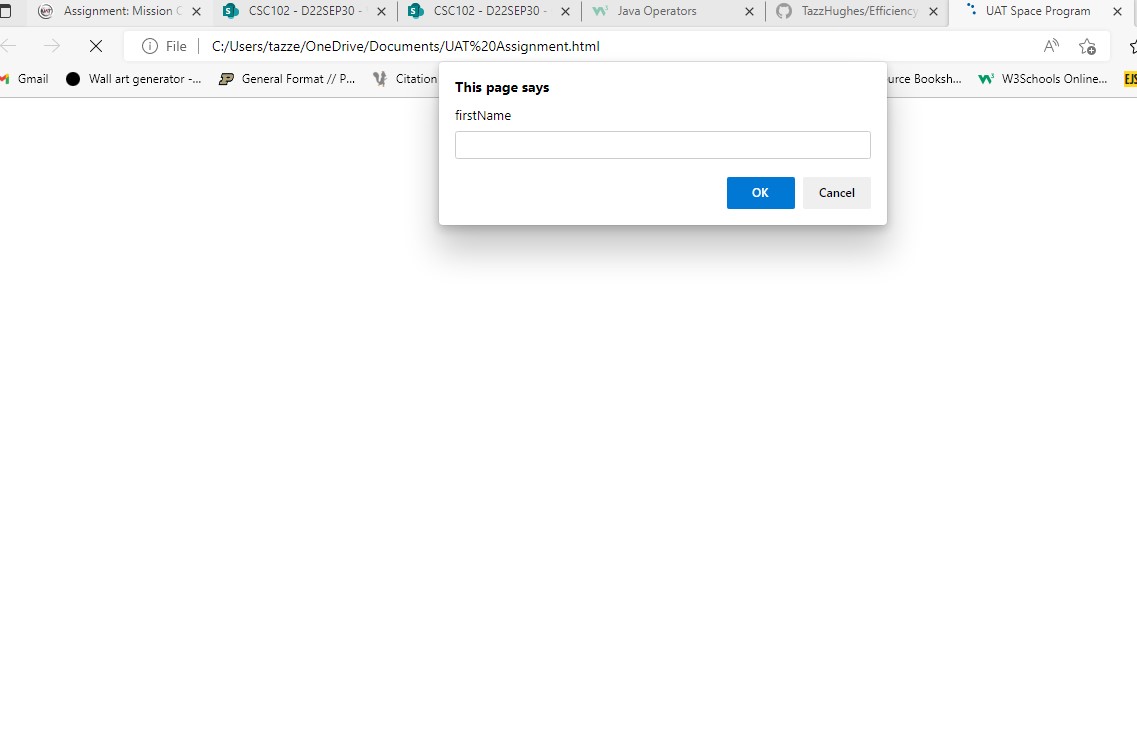 Assignment: Mission C
CSC102 - D22SEP30 -
CSC102 - D22SEP30 -
Java Operators
TazzHughes/Efficiency
UAT Space Program
File
C:/Users/tazze/OneDrive/Documents/UAT%20Assignment.html
Gmail
Wall art generator -...
General Format // P...
Citation
urce Booksh...
W3Schools Online...
EJS
This page says
firstName
OK
Cancel